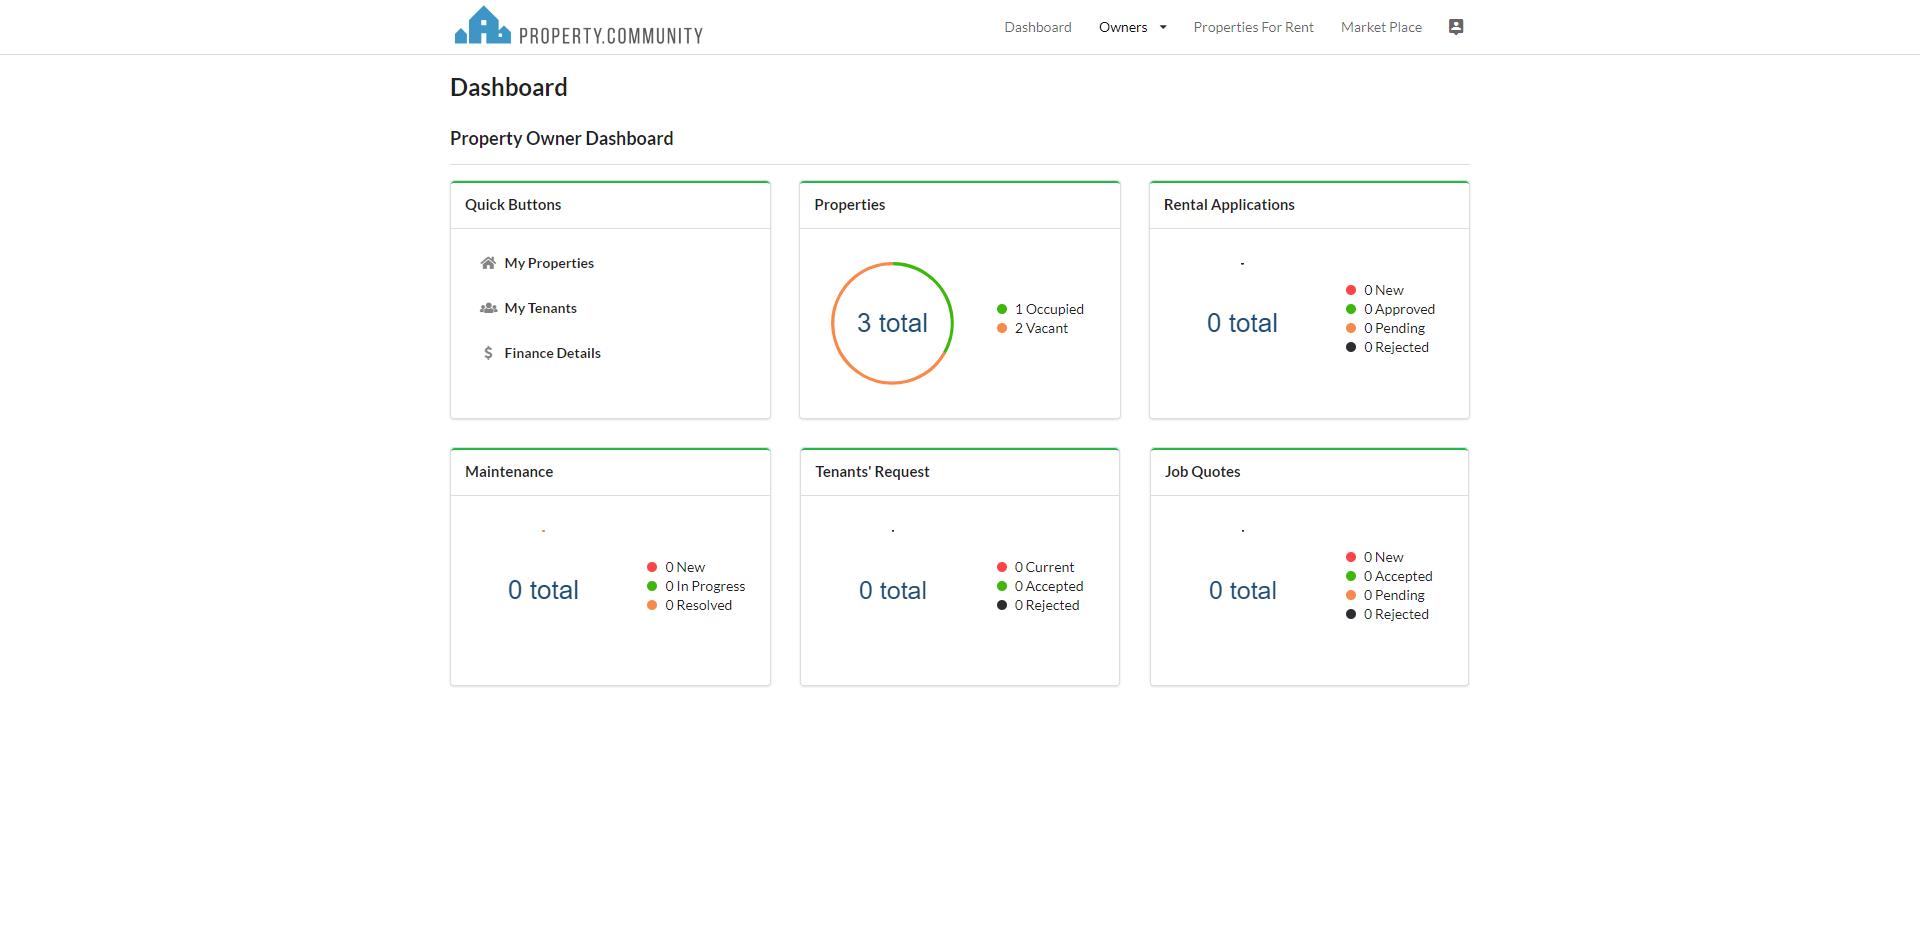 PROPERTY.COMMUNITY
Dashboard
Owners
Properties For Rent
Market Place
Dashboard
Property Owner Dashboard
Quick Buttons
My Properties
My Tenants
Finance Details
Properties
3 total
1 Occupied
2 Vacant
Rental Applications
0 total
0 New
0 Approved
0 Pending
0 Rejected
Maintenance
0 total
0 New
0 In Progress
0 Resolved
Tenants' Request
0 total
0 Current
0 Accepted
0 Rejected
Job Quotes
0 total
0 New
0 Accepted
0 Pending
0 Rejected